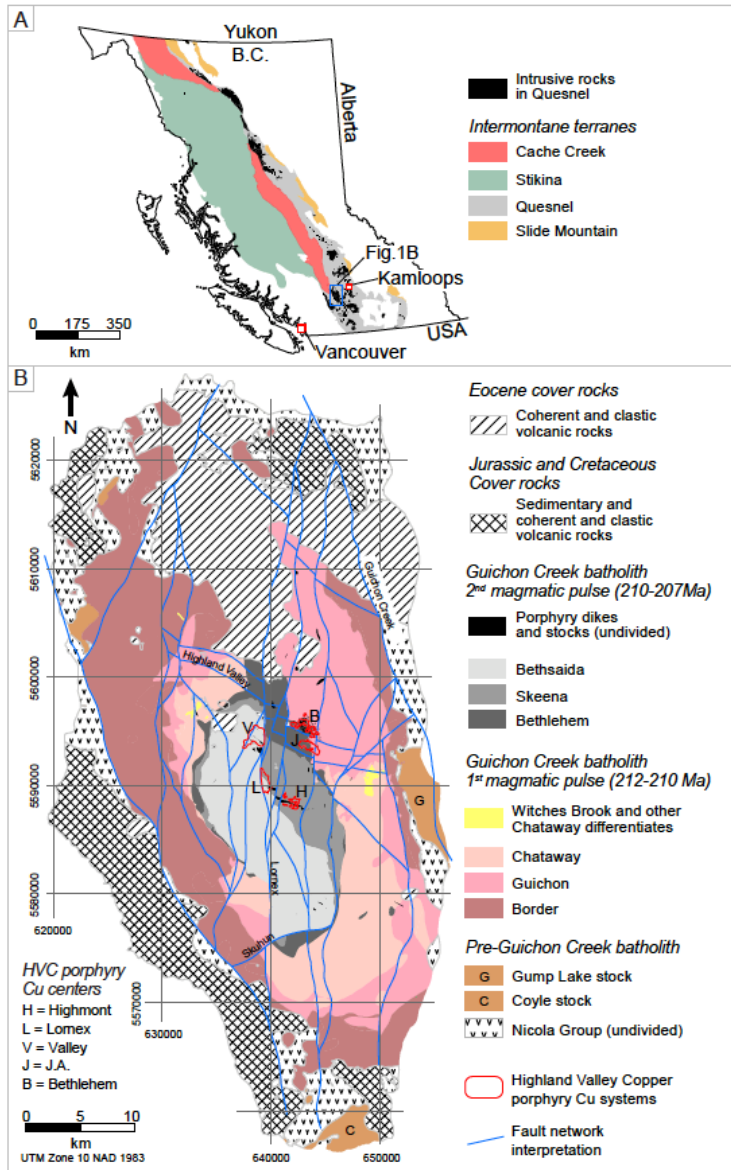 A
Yukon
B.C.
Alberta
Fig.1B
Kamloops
USA
Vancouver
0 175 350
km
Intrusive rocks
in Quesnel
Intermontane terranes
Cache Creek
Stikina
Quesnel
Slide Mountain
B
N
5620000
5610000
5600000
5590000
5580000
5570000
620000
630000
640000
650000
Guichon Creek
Highland Valley
Lornex
Skuhun
V
B
J
L
H
G
C
HVC porphyry
Cu centers
H = Highmont
L = Lornex
V = Valley
J = J.A.
B = Bethlehem
0 5 10
km
UTM Zone 10 NAD 1983
Eocene cover rocks
Coherent and clastic
volcanic rocks
Jurassic and Cretaceous
Cover rocks
Sedimentary and
coherent and clastic
volcanic rocks
Guichon Creek batholith
2nd magmatic pulse (210-207Ma)
Porphyry dikes
and stocks (undivided)
Bethsaida
Skeena
Bethlehem
Guichon Creek batholith
1st magmatic pulse (212-210 Ma)
Witches Brook and other
Chataway differentiates
Chataway
Guichon
Border
Pre-Guichon Creek batholith
G Gump Lake stock
C Coyle stock
Nicola Group (undivided)
Highland Valley Copper
porphyry Cu systems
Fault network
interpretation